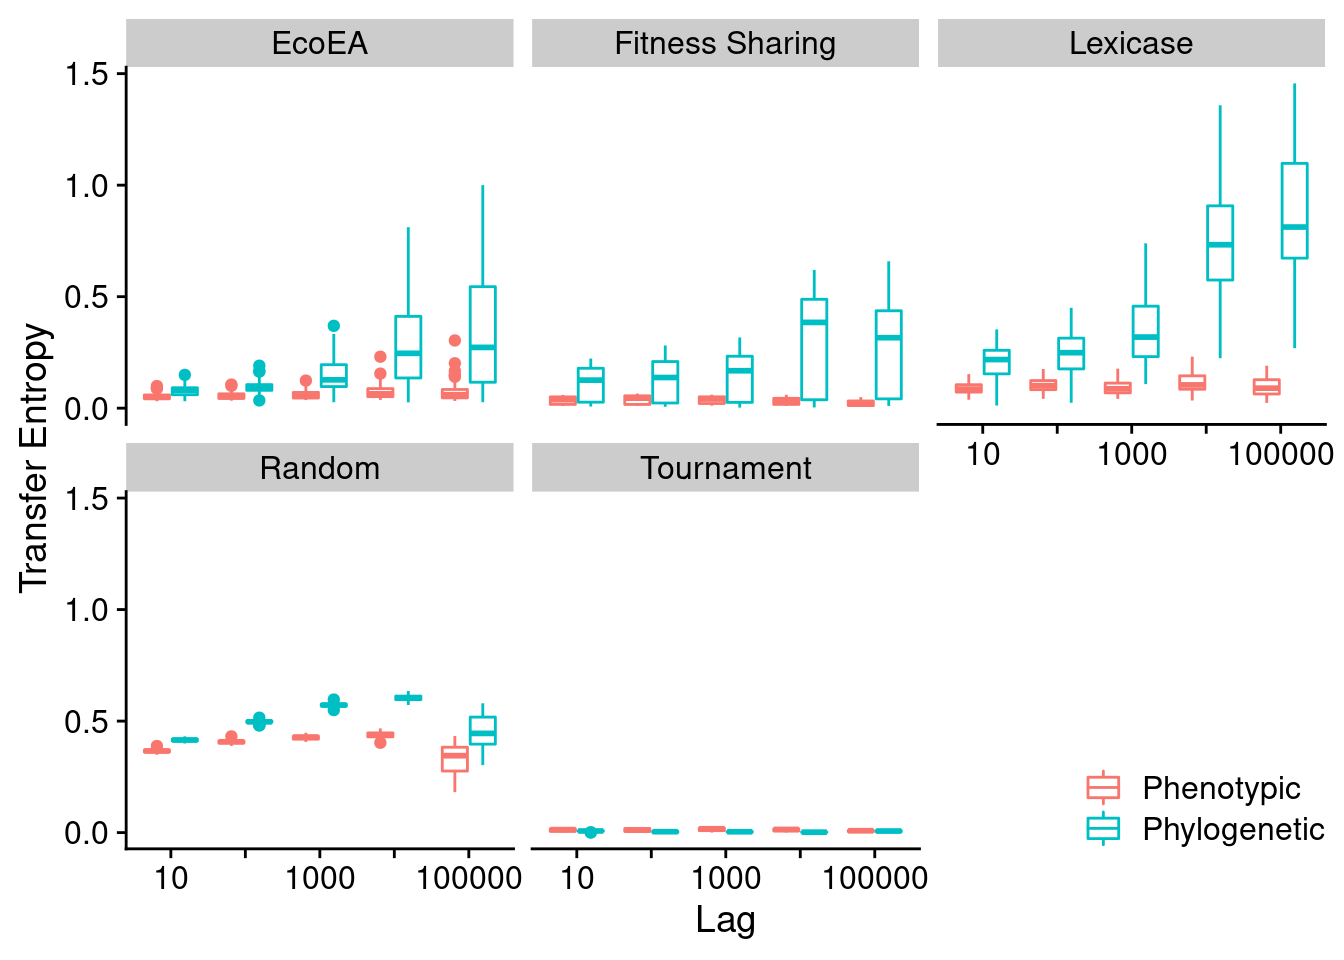 EcoEA Fitness Sharing Lexicase
1.5
1.0
0.5
0.0
10 1000 100000
Transfer Entropy
Random Tournament
1.5
1.0
0.5
0.0
Phenotypic
Phylogenetic
10 1000 100000 10 1000 100000
Lag